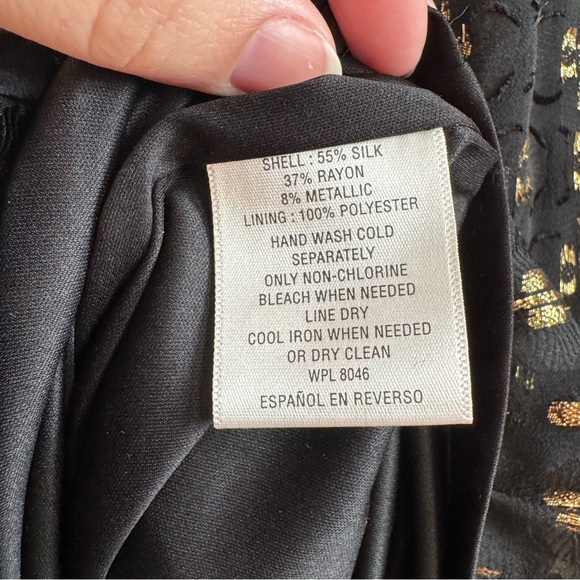 SHELL : 55% SILK
37% RAYON
8% METALLIC
LINING : 100% POLYESTER
HAND WASH COLD
SEPARATELY
ONLY NON-CHLORINE
BLEACH WHEN NEEDED
LINE DRY
COOL IRON WHEN NEEDED
OR DRY CLEAN
WPL 8046
ESPAÑOL EN REVERSO